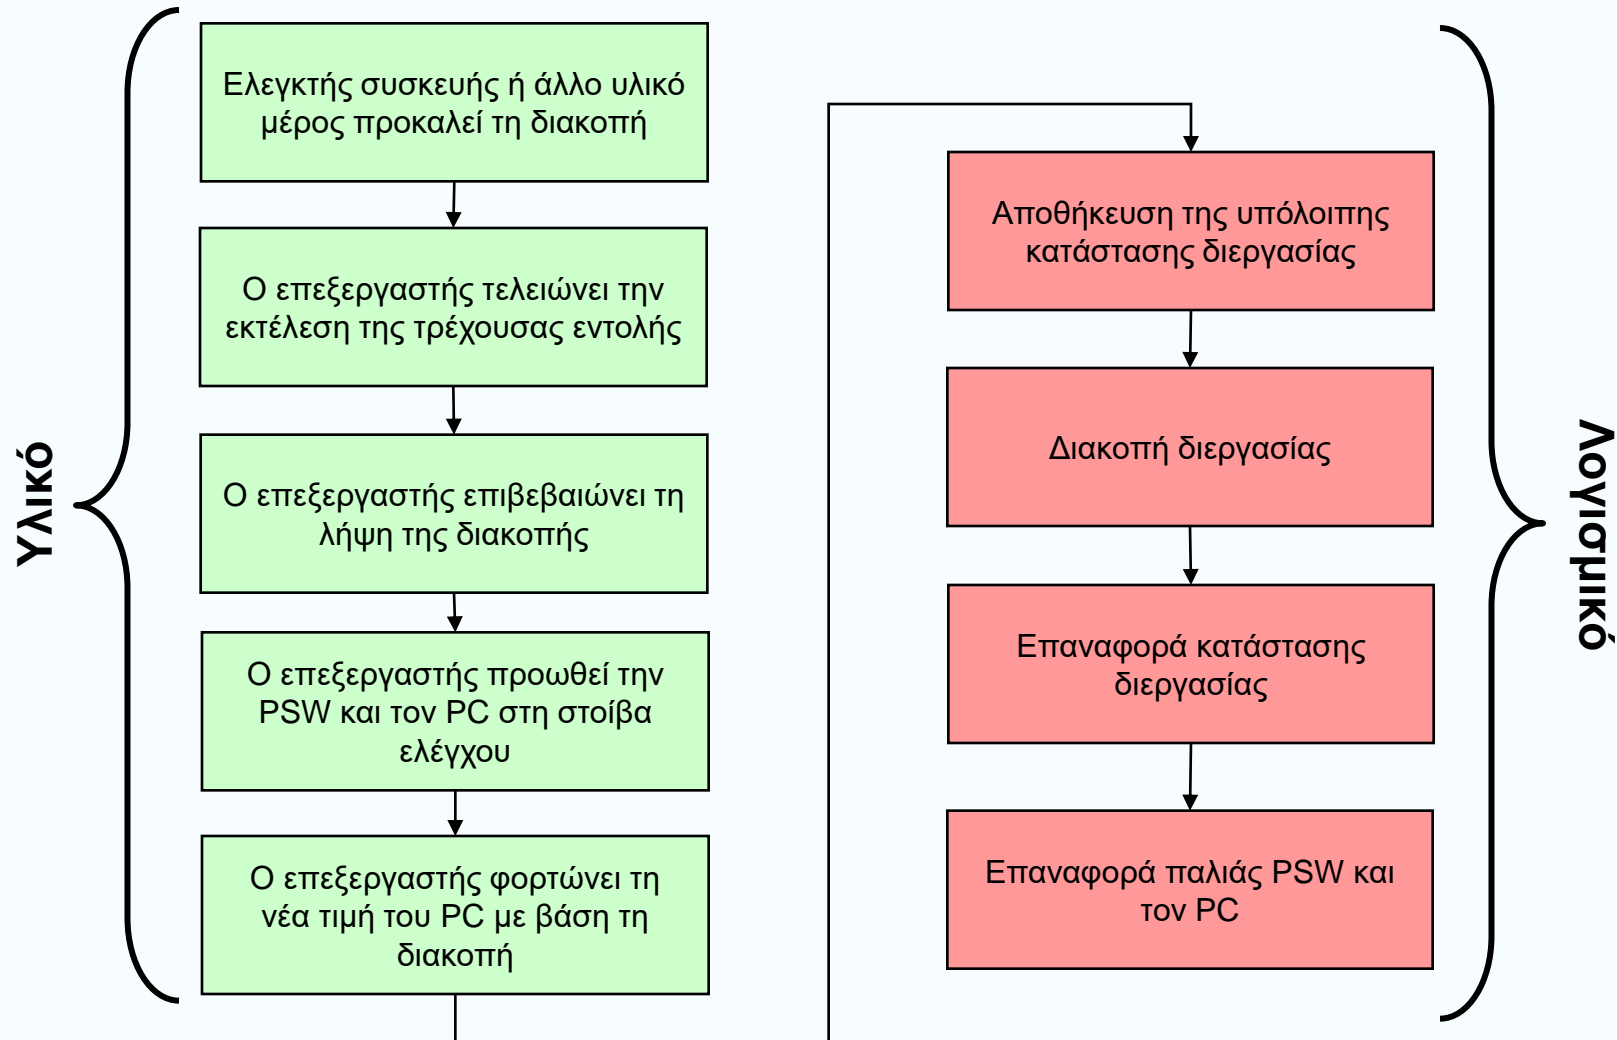 Υλικό
Ελεγκτής συσκευής ή άλλο υλικό
μέρος προκαλεί τη διακοπή
Ο επεξεργαστής τελειώνει την
εκτέλεση της τρέχουσας εντολής
Ο επεξεργαστής επιβεβαιώνει τη
λήψη της διακοπής
Ο επεξεργαστής προωθεί την
PSW και τον PC στη στοίβα
ελέγχου
Ο επεξεργαστής φορτώνει τη
νέα τιμή του PC με βάση τη
διακοπή
Αποθήκευση της υπόλοιπης
κατάστασης διεργασίας
Διακοπή διεργασίας
Επαναφορά κατάστασης
διεργασίας
Επαναφορά παλιάς PSW και
τον PC
Λογισμικό